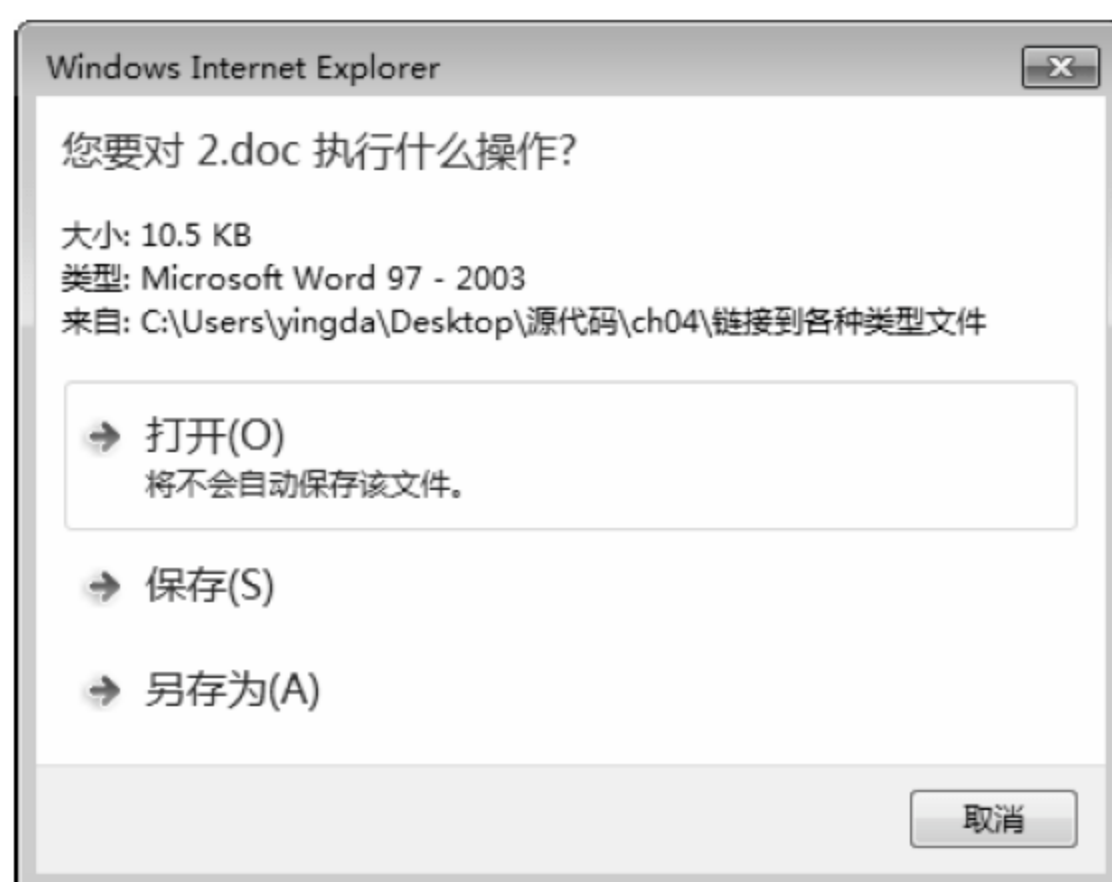 Windows Internet Explorer
您要对 2.doc 执行什么操作?
大小: 10.5 KB
类型: Microsoft Word 97 - 2003
来自: C:\Users\yingda\Desktop\源代码\ch04\链接到各种类型文件
打开(O)
将不会自动保存该文件。
保存(S)
另存为(A)
取消